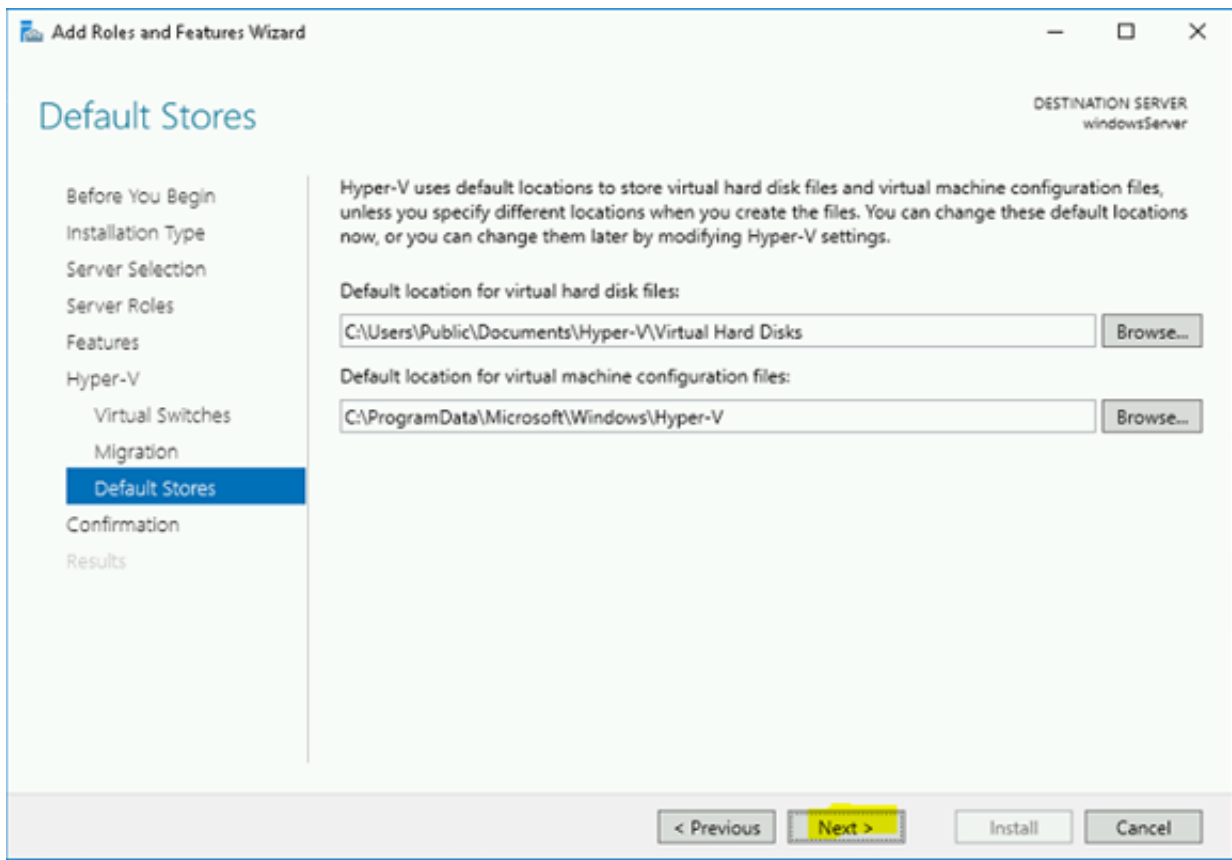 Add Roles and Features Wizard
Default Stores
DESTINATION SERVER
windowsServer
Before You Begin
Installation Type
Server Selection
Server Roles
Features
Hyper-V
Virtual Switches
Migration
Default Stores
Confirmation
Results
Hyper-V uses default locations to store virtual hard disk files and virtual machine configuration files,
unless you specify different locations when you create the files. You can change these default locations
now, or you can change them later by modifying Hyper-V settings.
Default location for virtual hard disk files:
C:\Users\Public\Documents\Hyper-V\Virtual Hard Disks
Browse...
Default location for virtual machine configuration files:
C:\ProgramData\Microsoft\Windows\Hyper-V
Browse...
< Previous
Next >
Install
Cancel